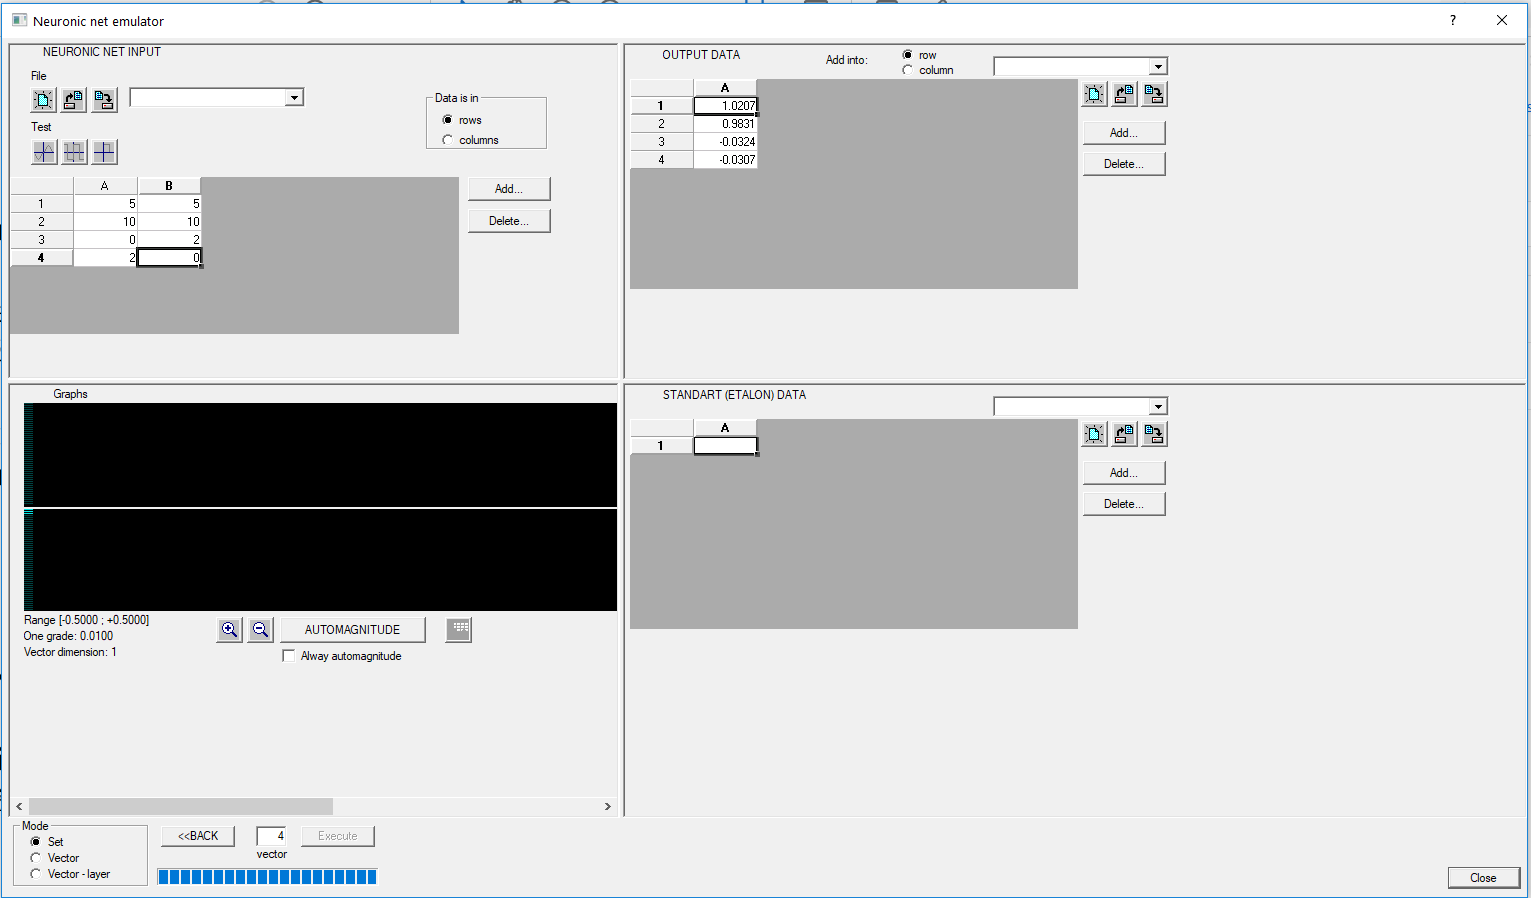 Neuronic net emulator ?
NEURONIC NET INPUT
File
Test
Data is in
rows
columns
A B
1 5 5
2 10 10
3 0 2
4 2 0
Add...
Delete...
OUTPUT DATA
Add into:
row
column
A
1 1.0207
2 0.9831
3 -0.0324
4 -0.0307
Add...
Delete...
Graphs
Range [-0.5000 ; +0.5000]
One grade: 0.0100
Vector dimension: 1
AUTOMAGNITUDE
Alway automagnitude
STANDART (ETALON) DATA
A
1
Add...
Delete...
Mode
Set
Vector
Vector - layer
<<BACK
4
vector
Execute
Close